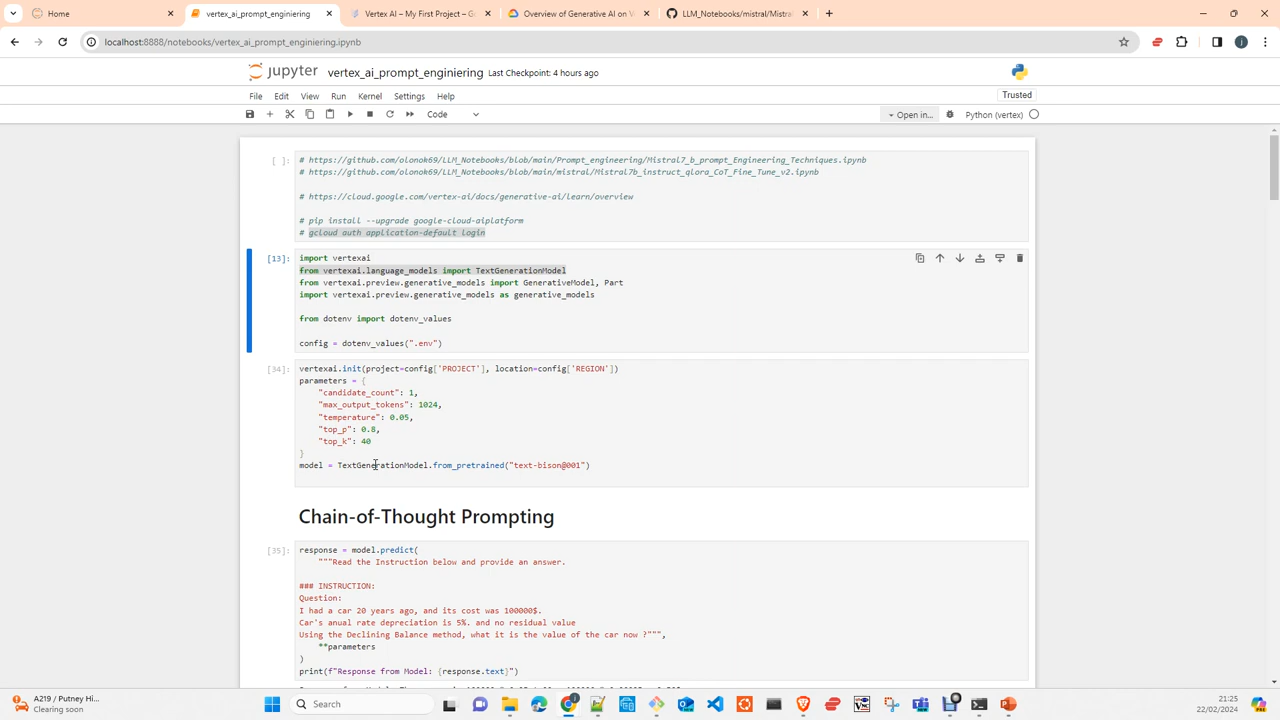 Home
vertex_ai_prompt_enginiering
Vertex AI – My First Project – G
Overview of Generative AI on V
LLM_Notebooks/mistral/Mistral
localhost:8888/notebooks/vertex_ai_prompt_enginiering.ipynb
jupyter vertex_ai_prompt_enginiering Last Checkpoint: 4 hours ago
File Edit View Run Kernel Settings Help
Trusted
Code
Open in...
Python (vertex)
[ ]:
# https://github.com/olonok69/LLM_Notebooks/blob/main/Prompt_engineering/Mistral7_b_prompt_Engineering_Techniques.ipynb
# https://github.com/olonok69/LLM_Notebooks/blob/main/mistral/Mistral7b_instruct_qlora_CoT_Fine_Tune_v2.ipynb
# https://cloud.google.com/vertex-ai/docs/generative-ai/learn/overview
# pip install --upgrade google-cloud-aiplatform
# gcloud auth application-default login
[13]: import vertexai
from vertexai.language_models import TextGenerationModel
from vertexai.preview.generative_models import GenerativeModel, Part
import vertexai.preview.generative_models as generative_models
from dotenv import dotenv_values
config = dotenv_values(".env")
[34]: vertexai.init(project=config['PROJECT'], location=config['REGION'])
parameters = {
"candidate_count": 1,
"max_output_tokens": 1024,
"temperature": 0.05,
"top_p": 0.8,
"top_k": 40
}
model = TextGenerationModel.from_pretrained("text-bison@001")
Chain-of-Thought Prompting
[35]: response = model.predict(
"""Read the Instruction below and provide an answer.
### INSTRUCTION:
Question:
I had a car 20 years ago, and its cost was 100000$.
Car's anual rate depreciation is 5%. and no residual value
Using the Declining Balance method, what it is the value of the car now ?""",
**parameters
)
print(f"Response from Model: {response.text}")
A219 / Putney Hi...
Clearing soon
Search
21:25
22/02/2024